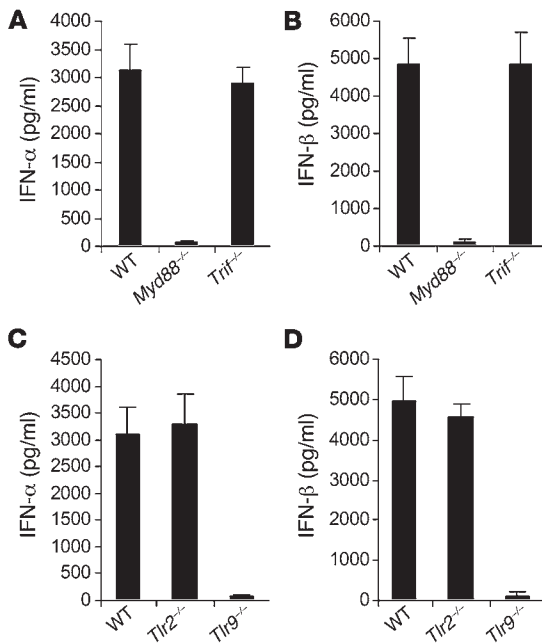 A
IFN-α (pg/ml)
4000
3500
3000
2500
2000
1500
1000
500
0
WT
Myd88⁻/⁻
Trif⁻/⁻
B
IFN-β (pg/ml)
6000
5000
4000
3000
2000
1000
0
WT
Myd88⁻/⁻
Trif⁻/⁻
C
IFN-α (pg/ml)
4500
4000
3500
3000
2500
2000
1500
1000
500
0
WT
Tlr2⁻/⁻
Tlr9⁻/⁻
D
IFN-β (pg/ml)
6000
5000
4000
3000
2000
1000
0
WT
Tlr2⁻/⁻
Tlr9⁻/⁻